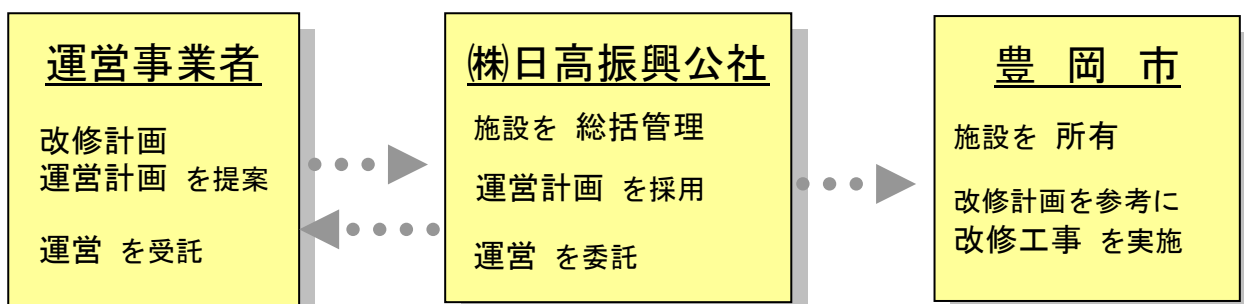 運営事業者
改修計画
運営計画 を提案
運営 を受託
㈱日高振興公社
施設を 総括管理
運営計画 を採用
運営 を委託
豊 岡 市
施設を 所有
改修計画を参考に
改修工事 を実施